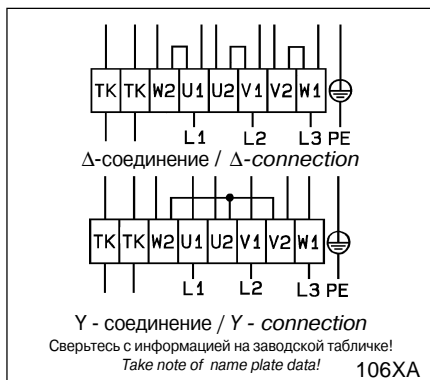 TK TK W2 U1 U2 V1 V2 W1
L1 L2 L3 PE
Δ-соединение / Δ-connection
TK TK W2 U1 U2 V1 V2 W1
L1 L2 L3 PE
Y - соединение / Y - connection
Сверьтесь с информацией на заводской табличке!
Take note of name plate data!
106XA